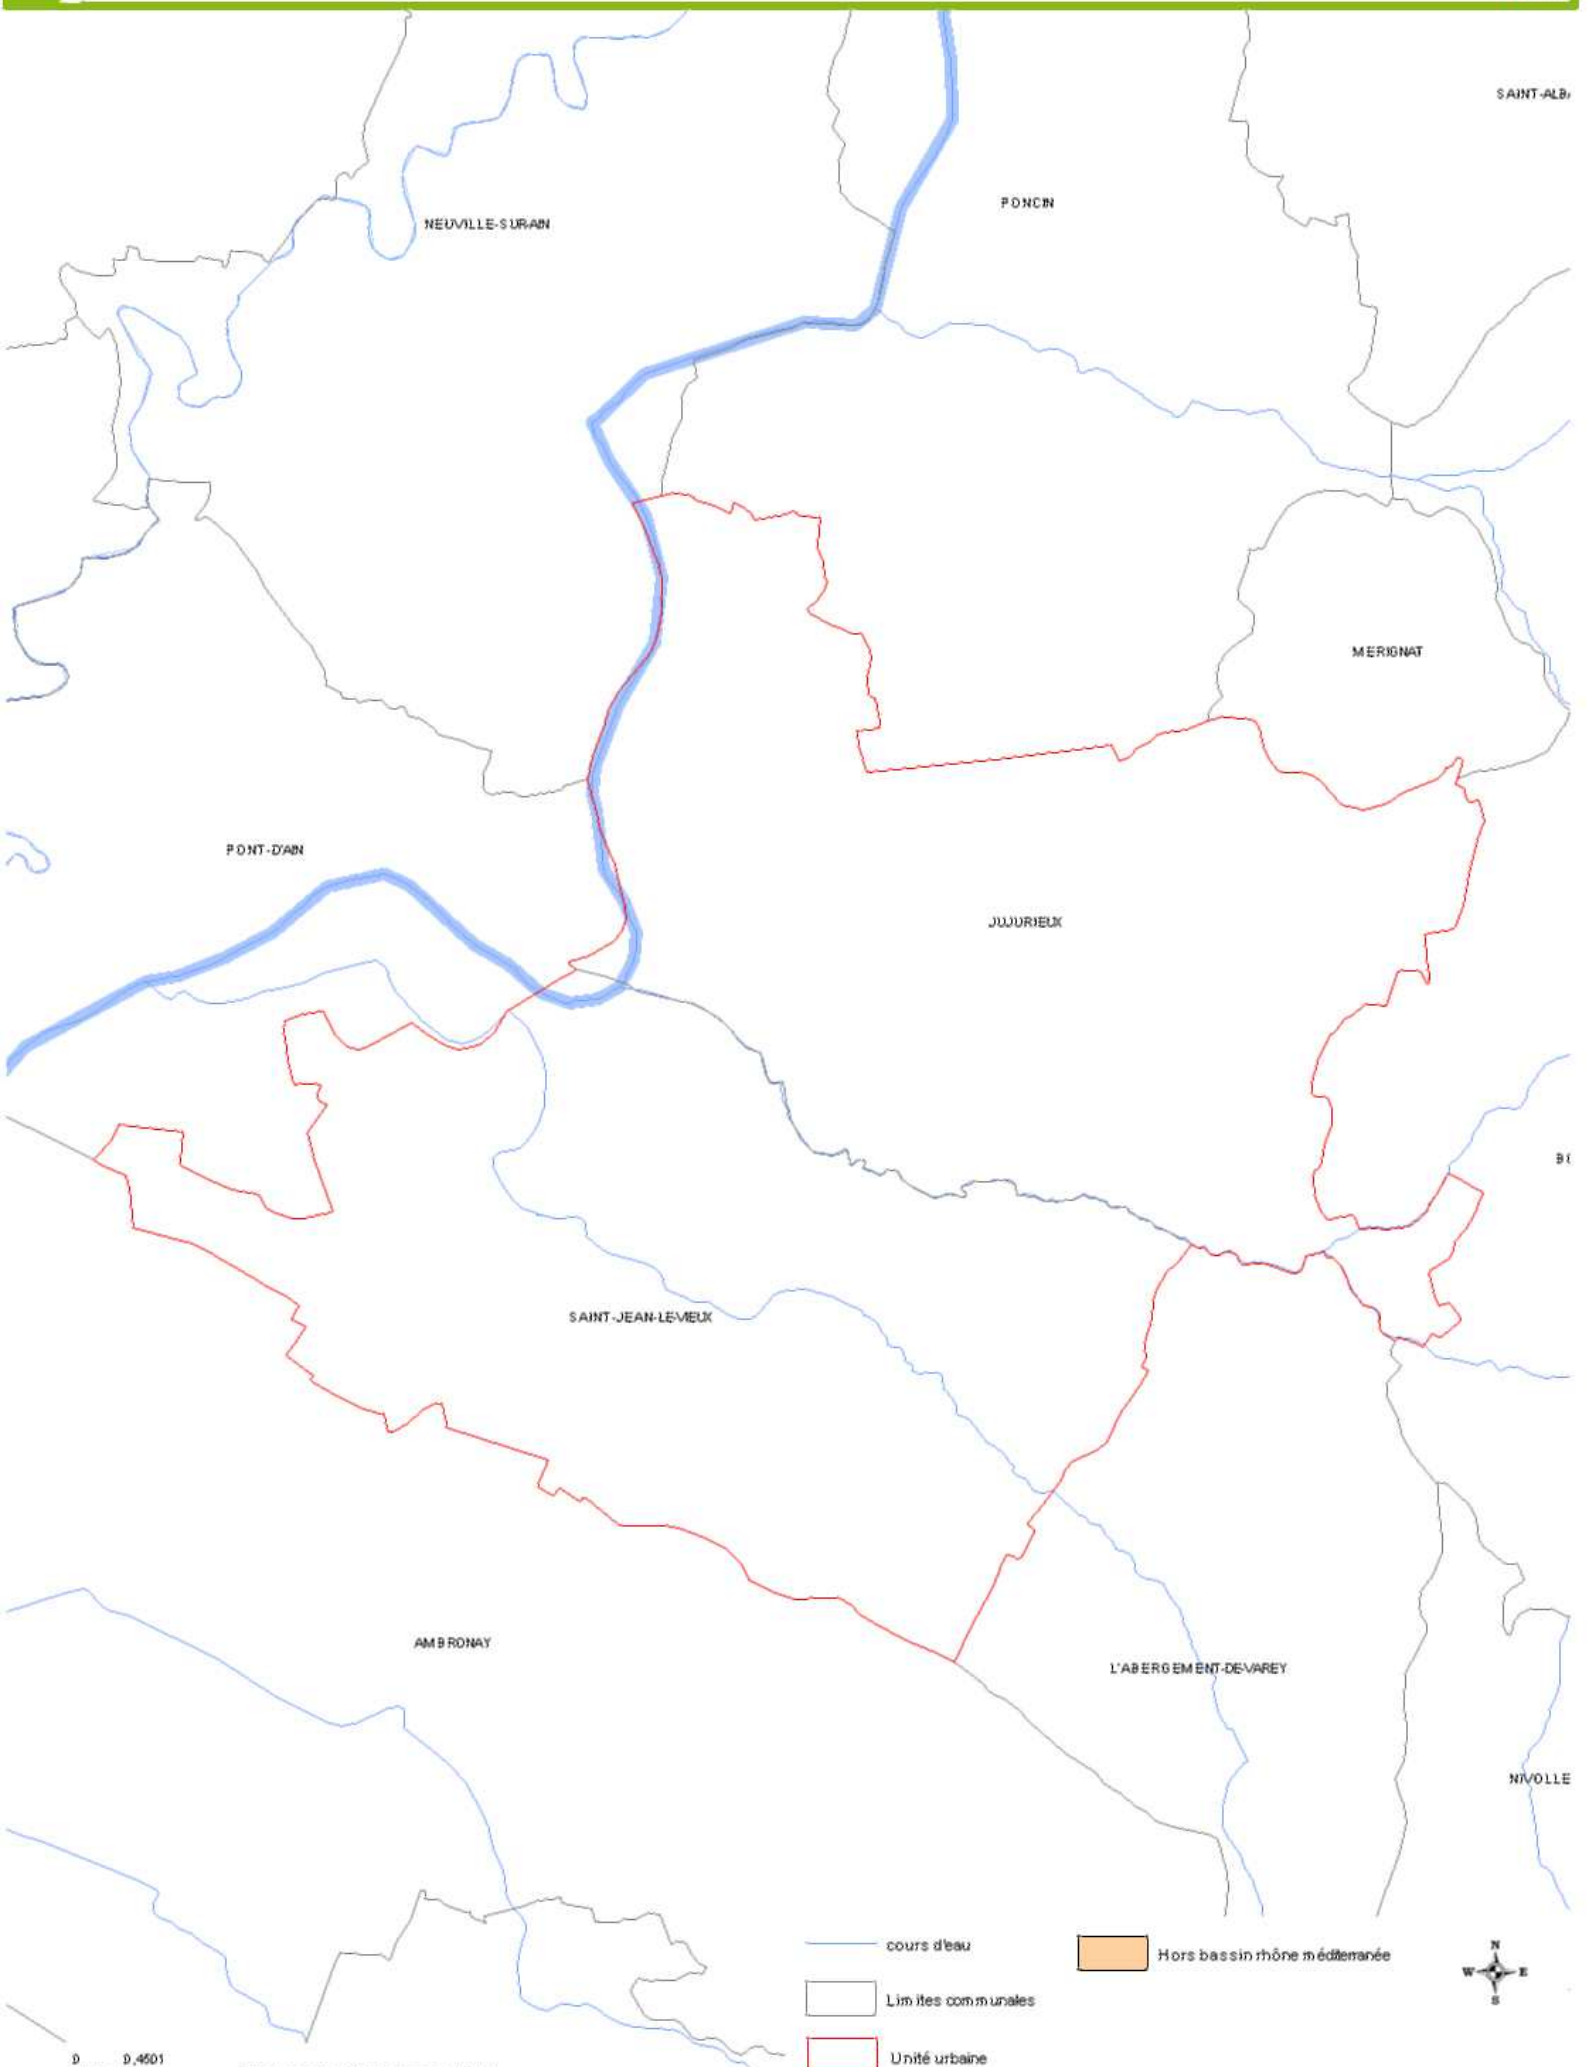 SAINT-ALBA
PONCIN
NEUVILLE-SUR-AIN
MERIGNAT
PONT-D'AIN
JUJURIEUX
SAINT-JEAN-LE-VIEUX
AMBRONAY
L'ABERGEMENT-DE-VAREY
NIVOLLE
cours d'eau
Hors bassin rhône méditerranée
Limites communales
Unité urbaine
N
W E
S
0 0,4501